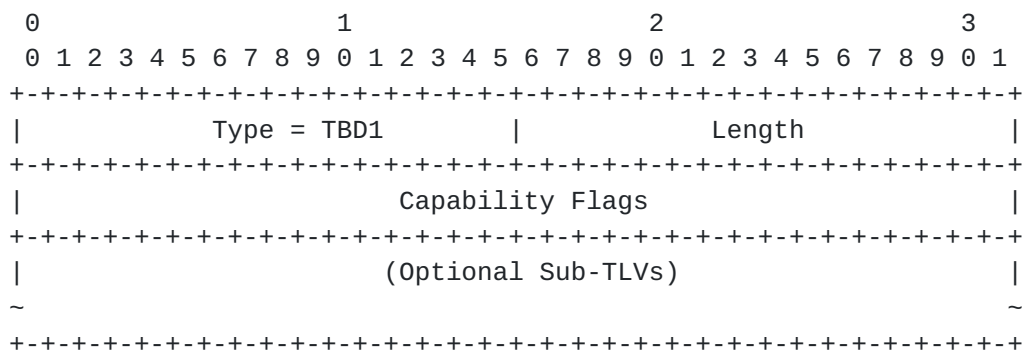 0                   1                   2                   3
 0 1 2 3 4 5 6 7 8 9 0 1 2 3 4 5 6 7 8 9 0 1 2 3 4 5 6 7 8 9 0 1
+-+-+-+-+-+-+-+-+-+-+-+-+-+-+-+-+-+-+-+-+-+-+-+-+-+-+-+-+-+-+-+-+
|            Type = TBD1        |            Length             |
+-+-+-+-+-+-+-+-+-+-+-+-+-+-+-+-+-+-+-+-+-+-+-+-+-+-+-+-+-+-+-+-+
|                        Capability Flags                       |
+-+-+-+-+-+-+-+-+-+-+-+-+-+-+-+-+-+-+-+-+-+-+-+-+-+-+-+-+-+-+-+-+
|                       (Optional Sub-TLVs)                     |
~                                                               ~
+-+-+-+-+-+-+-+-+-+-+-+-+-+-+-+-+-+-+-+-+-+-+-+-+-+-+-+-+-+-+-+-+